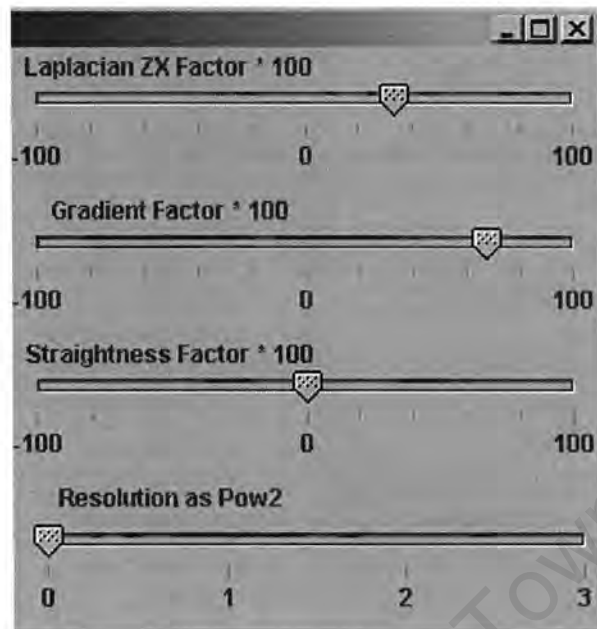 Laplacian ZX Factor * 100
-100 0 100
Gradient Factor * 100
-100 0 100
Straightness Factor * 100
-100 0 100
Resolution as Pow2
0 1 2 3
Town